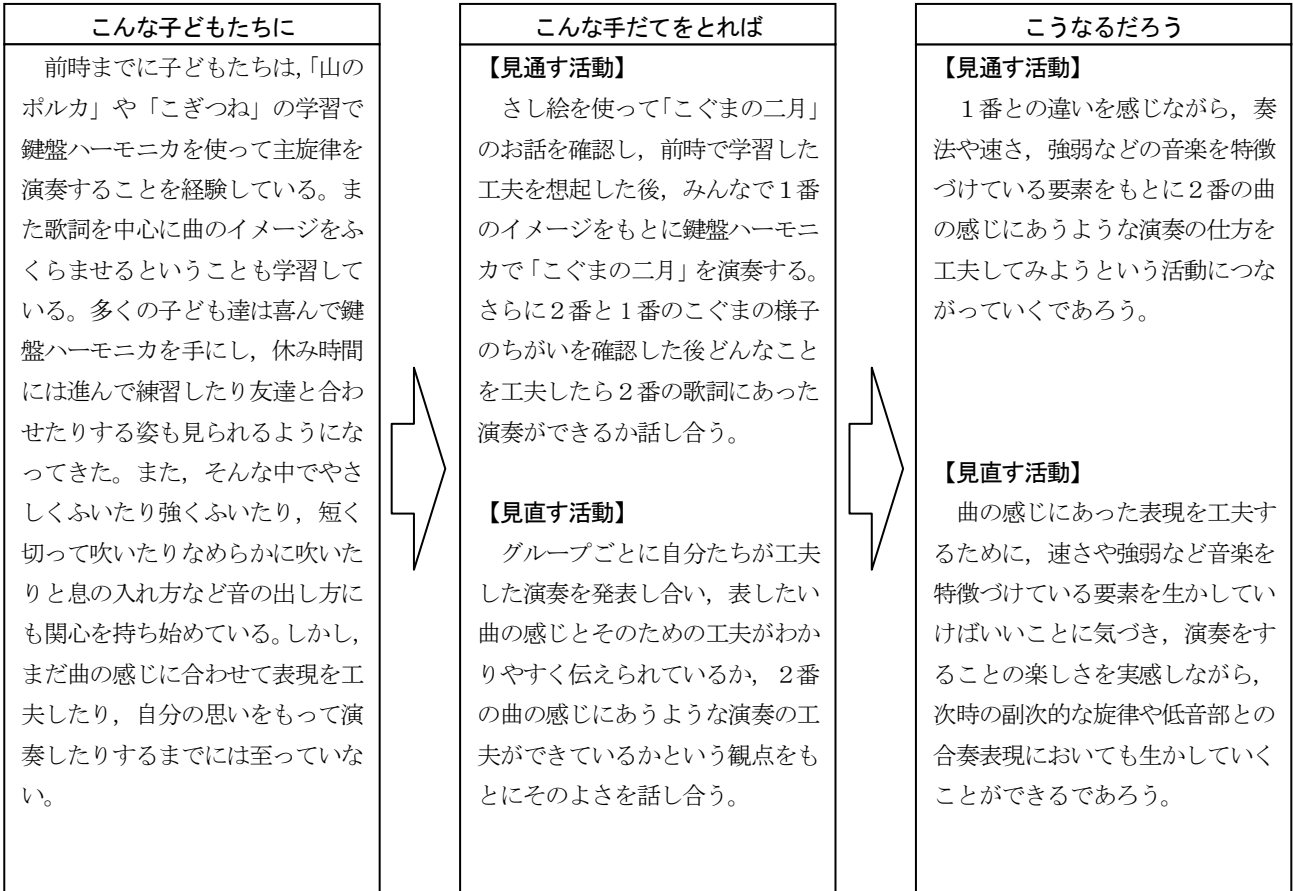 こんな子どもたちに
前時までに子どもたちは，「山の
ポルカ」や「こぎつね」の学習で
鍵盤ハーモニカを使って主旋律を
演奏することを経験している。ま
た歌詞を中心に曲のイメージをふ
くらませるということも学習して
いる。多くの子ども達は喜んで鍵
盤ハーモニカを手にし，休み時間
には進んで練習したり友達と合わ
せたりする姿も見られるようにな
ってきた。また，そんな中でやさ
しくふいたり強くふいたり，短く
切って吹いたりなめらかに吹いた
りと息の入れ方など音の出し方に
も関心を持ち始めている。しかし，
まだ曲の感じに合わせて表現を工
夫したり，自分の思いをもって演
奏したりするまでには至っていな
い。
こんな手だてをとれば
【見通す活動】
さし絵を使って「こぐまの二月」
のお話を確認し，前時で学習した
工夫を想起した後，みんなで１番
のイメージをもとに鍵盤ハーモニ
カで「こぐまの二月」を演奏する。
さらに２番と１番のこぐまの様子
のちがいを確認した後どんなこと
を工夫したら２番の歌詞にあった
演奏ができるか話し合う。
【見直す活動】
グループごとに自分たちが工夫
した演奏を発表し合い，表したい
曲の感じとそのための工夫がわか
りやすく伝えられているか，２番
の曲の感じにあうような演奏の工
夫ができているかという観点をも
とにそのよさを話し合う。
こうなるだろう
【見通す活動】
１番との違いを感じながら，奏
法や速さ，強弱などの音楽を特徴
づけている要素をもとに２番の曲
の感じにあうような演奏の仕方を
工夫してみようという活動につな
がっていくであろう。
【見直す活動】
曲の感じにあった表現を工夫す
るために，速さや強弱など音楽を
特徴づけている要素を生かしてい
けばいいことに気づき，演奏をす
ることの楽しさを実感しながら，
次時の副次的な旋律や低音部との
合奏表現においても生かしていく
ことができるであろう。